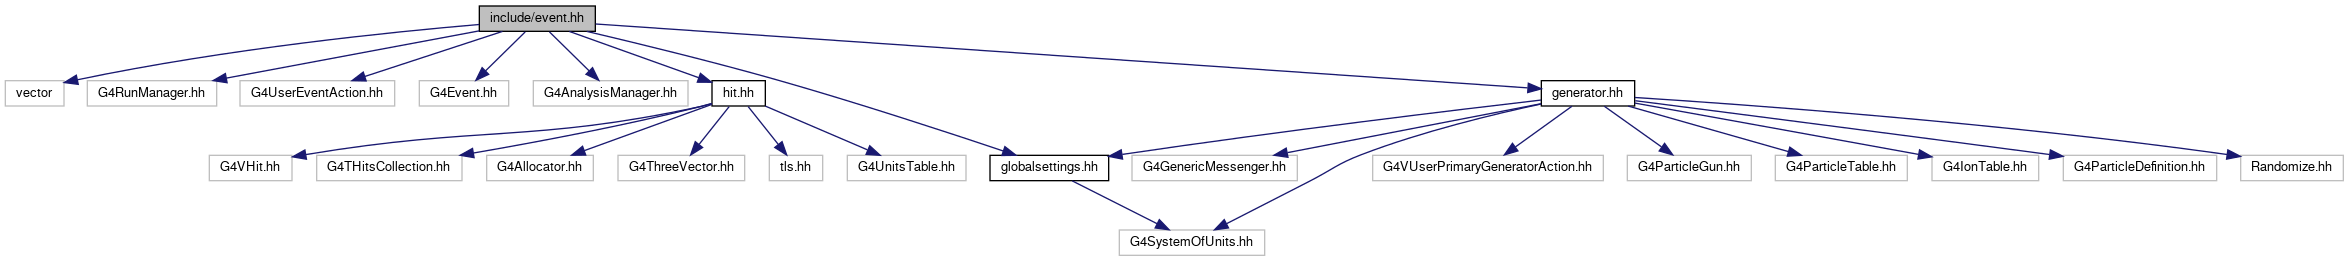 include/event.hh
vector
G4RunManager.hh
G4UserEventAction.hh
G4Event.hh
G4AnalysisManager.hh
hit.hh
generator.hh
G4VHit.hh
G4THitsCollection.hh
G4Allocator.hh
G4ThreeVector.hh
tls.hh
G4UnitsTable.hh
globalsettings.hh
G4GenericMessenger.hh
G4VUserPrimaryGeneratorAction.hh
G4ParticleGun.hh
G4ParticleTable.hh
G4IonTable.hh
G4ParticleDefinition.hh
Randomize.hh
G4SystemOfUnits.hh